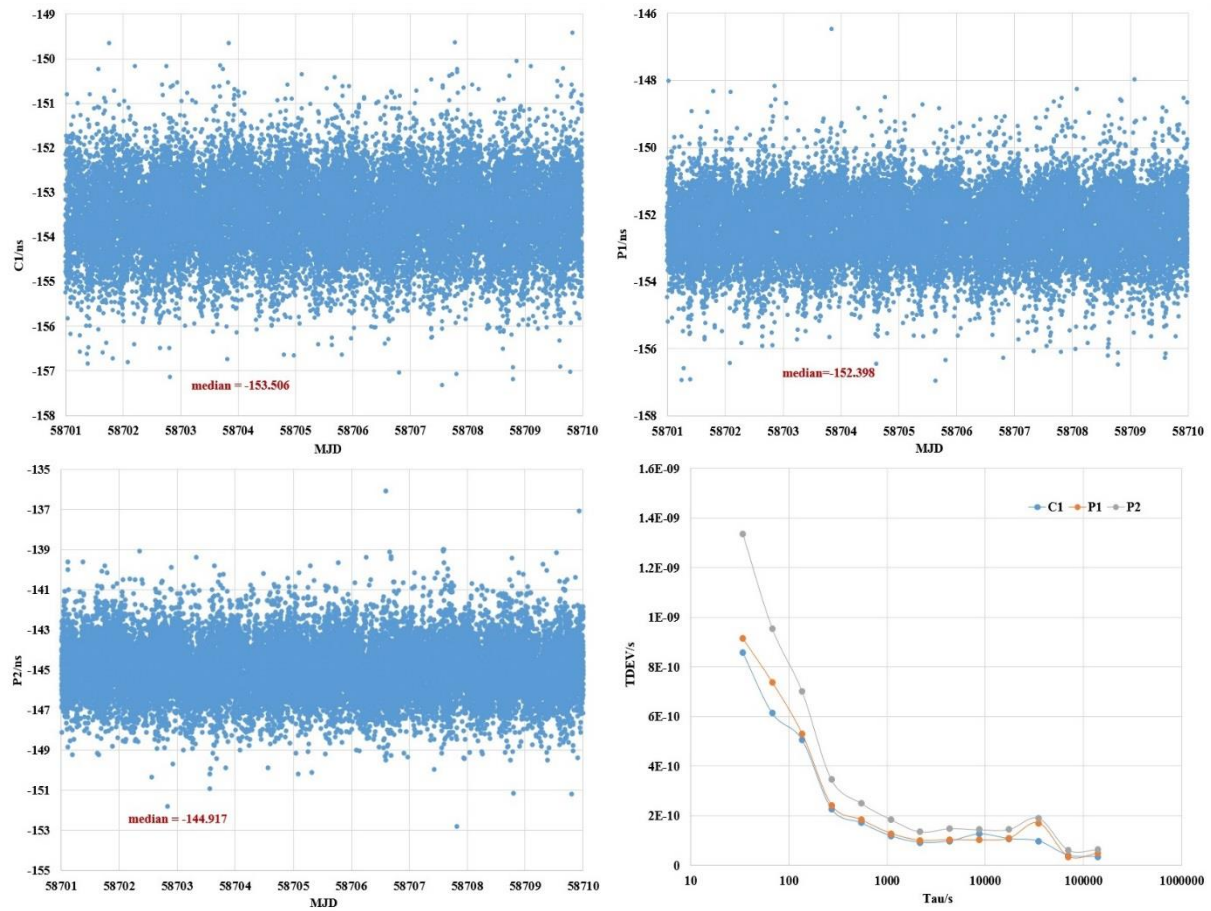 -149
-150
-151
-152
-153
-154
-155
-156
-157
-158
C1/ns
median = -153.506
58701 58702 58703 58704 58705 58706 58707 58708 58709 58710
MJD
-146
-148
-150
-152
-154
-156
-158
P1/ns
median=-152.398
58701 58702 58703 58704 58705 58706 58707 58708 58709 58710
MJD
-135
-137
-139
-141
-143
-145
-147
-149
-151
-153
-155
P2/ns
median = -144.917
58701 58702 58703 58704 58705 58706 58707 58708 58709 58710
MJD
1.6E-09
1.4E-09
1.2E-09
1E-09
8E-10
6E-10
4E-10
2E-10
0
TDEV/s
C1 P1 P2
10 100 1000 10000 100000 1000000
Tau/s